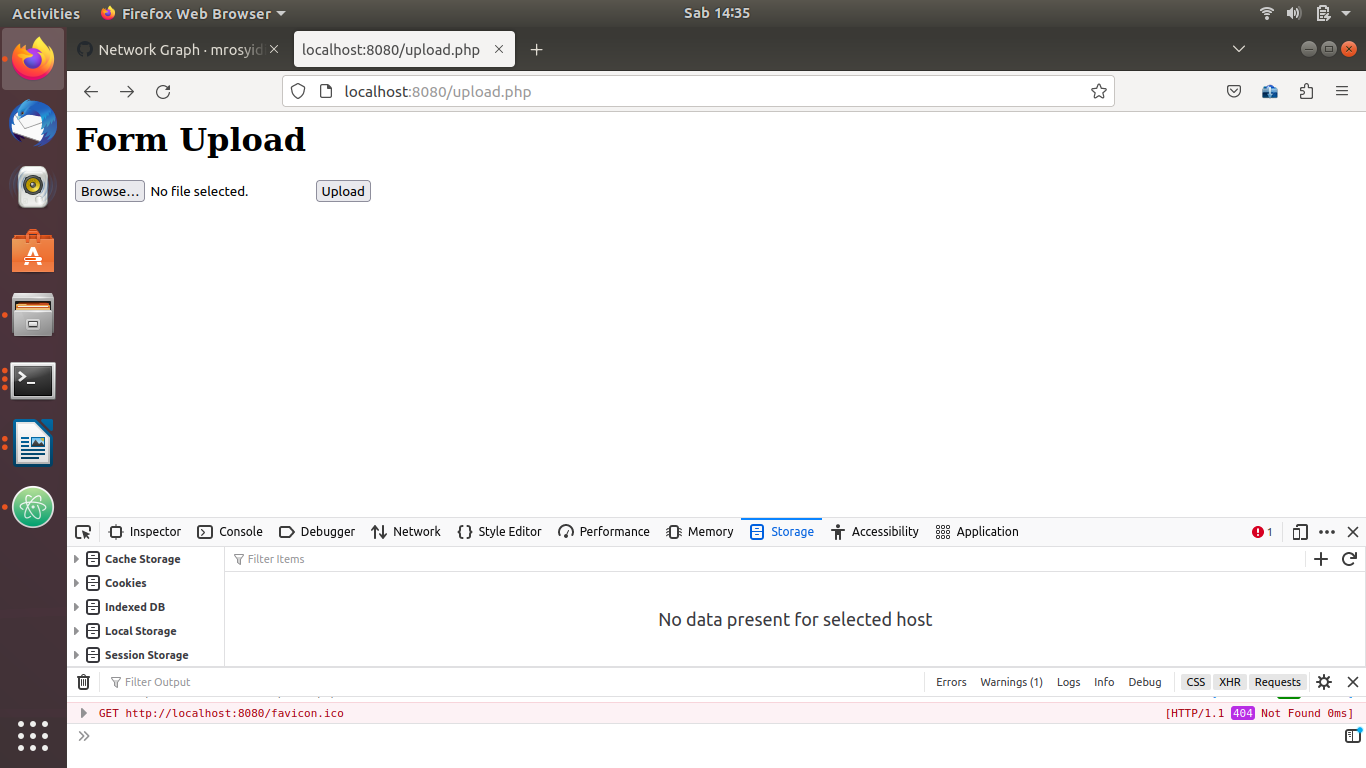 Activities Firefox Web Browser Sab 14:35
Network Graph · mrosyid localhost:8080/upload.php
localhost:8080/upload.php
Form Upload
Browse... No file selected. Upload
Inspector Console Debugger Network Style Editor Performance Memory Storage Accessibility Application 1
Cache Storage Filter Items
Cookies
Indexed DB
No data present for selected host
Local Storage
Session Storage
Filter Output Errors Warnings (1) Logs Info Debug CSS XHR Requests
GET http://localhost:8080/favicon.ico [HTTP/1.1 404 Not Found 0ms]